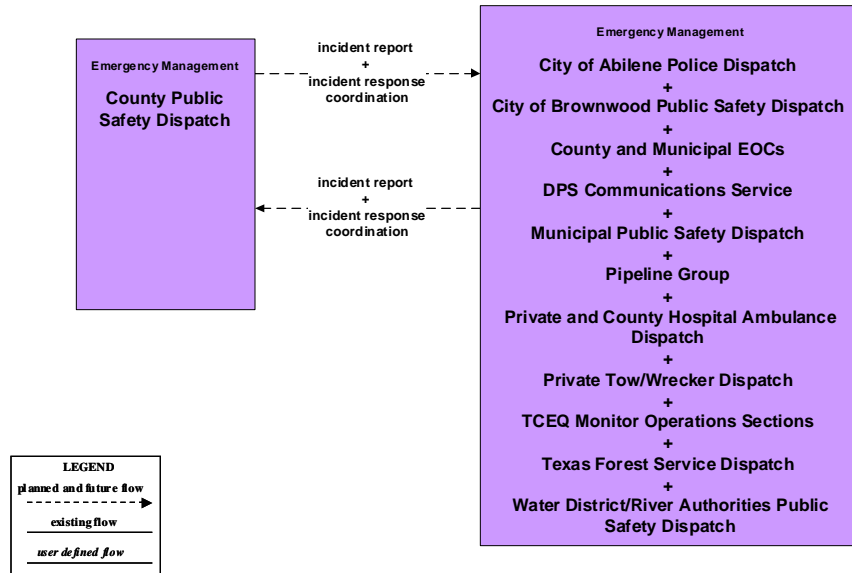 Emergency Management
County Public
Safety Dispatch
incident report
+
incident response
coordination
incident report
+
incident response
coordination
Emergency Management
City of Abilene Police Dispatch
+
City of Brownwood Public Safety Dispatch
+
County and Municipal EOCs
+
DPS Communications Service
+
Municipal Public Safety Dispatch
+
Pipeline Group
+
Private and County Hospital Ambulance
Dispatch
+
Private Tow/Wrecker Dispatch
+
TCEQ Monitor Operations Sections
+
Texas Forest Service Dispatch
+
Water District/River Authorities Public
Safety Dispatch
LEGEND
planned and future flow
existing flow
user defined flow